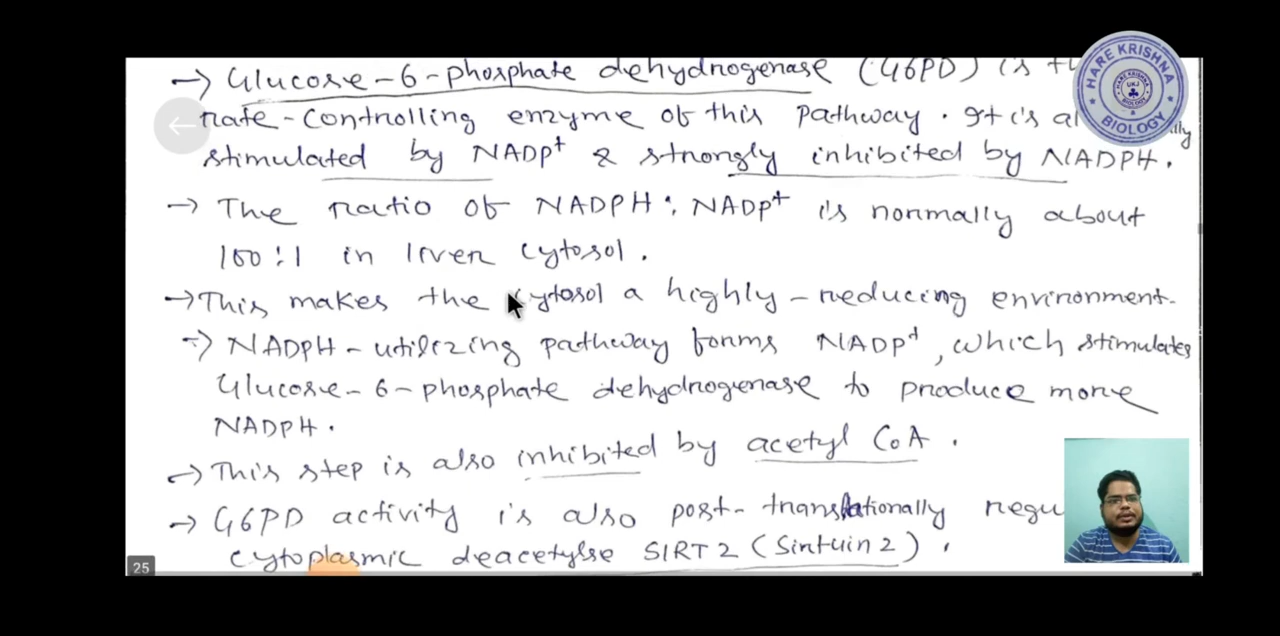 → Glucose-6-phosphate dehydrogenase (G6PD) is
rate-controlling enzyme of this pathway. It is
stimulated by NADP+ & strongly inhibited by NADPH.
→ The ratio of NADPH : NADP+ is normally about
100:1 in liver cytosol.
→ This makes the cytosol a highly-reducing environment.
→ NADPH-utilizing pathway forms NADP+, which stimulates
Glucose-6-phosphate dehydrogenase to produce more
NADPH.
→ This step is also inhibited by acetyl CoA.
→ G6PD activity is also post-translationally regu
cytoplasmic deacetylse SIRT2 (Sirtuin 2).
25
HARE KRISHNA
BIOLOGY